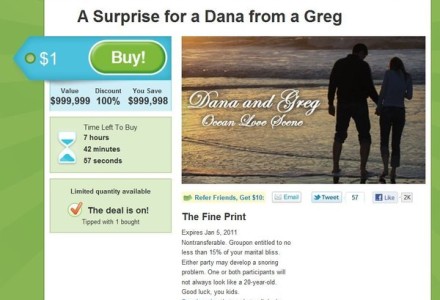 A Surprise for a Dana from a Greg
$1
Buy!
Value Discount You Save
$999,999 100% $999,998
Time Left To Buy
7 hours
42 minutes
57 seconds
Limited quantity available
The deal is on!
Tipped with 1 bought
Dana and Greg
Ocean Love Scene
Refer Friends, Get $10:
Email
Tweet
57
Like
2K
The Fine Print
Expires Jan 5, 2011
Nontransferable. Groupon entitled to no
less than 15% of your marital bliss.
Either party may develop a snoring
problem. One or both participants will
not always look like a 20-year-old.
Good luck, you kids.